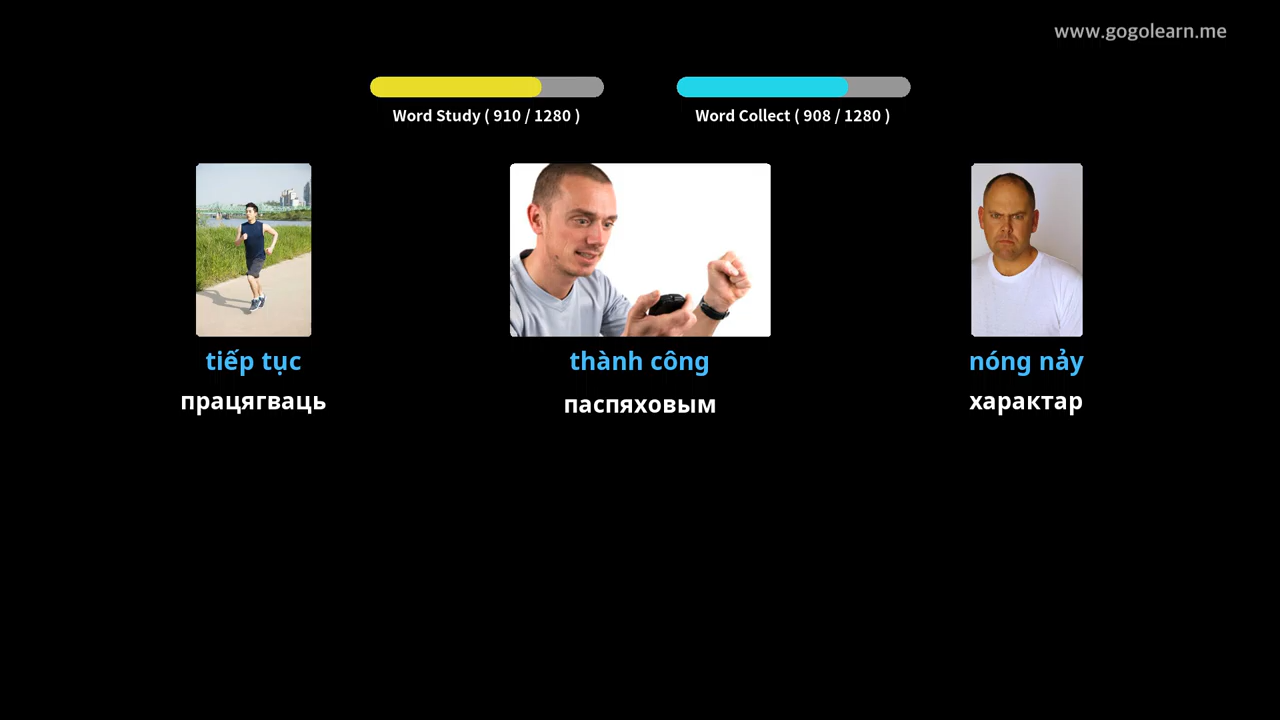 www.gogolearn.me
Word Study ( 910 / 1280 )
Word Collect ( 908 / 1280 )
tiếp tục
працягваць
thành công
паспяховым
nóng nảy
характар